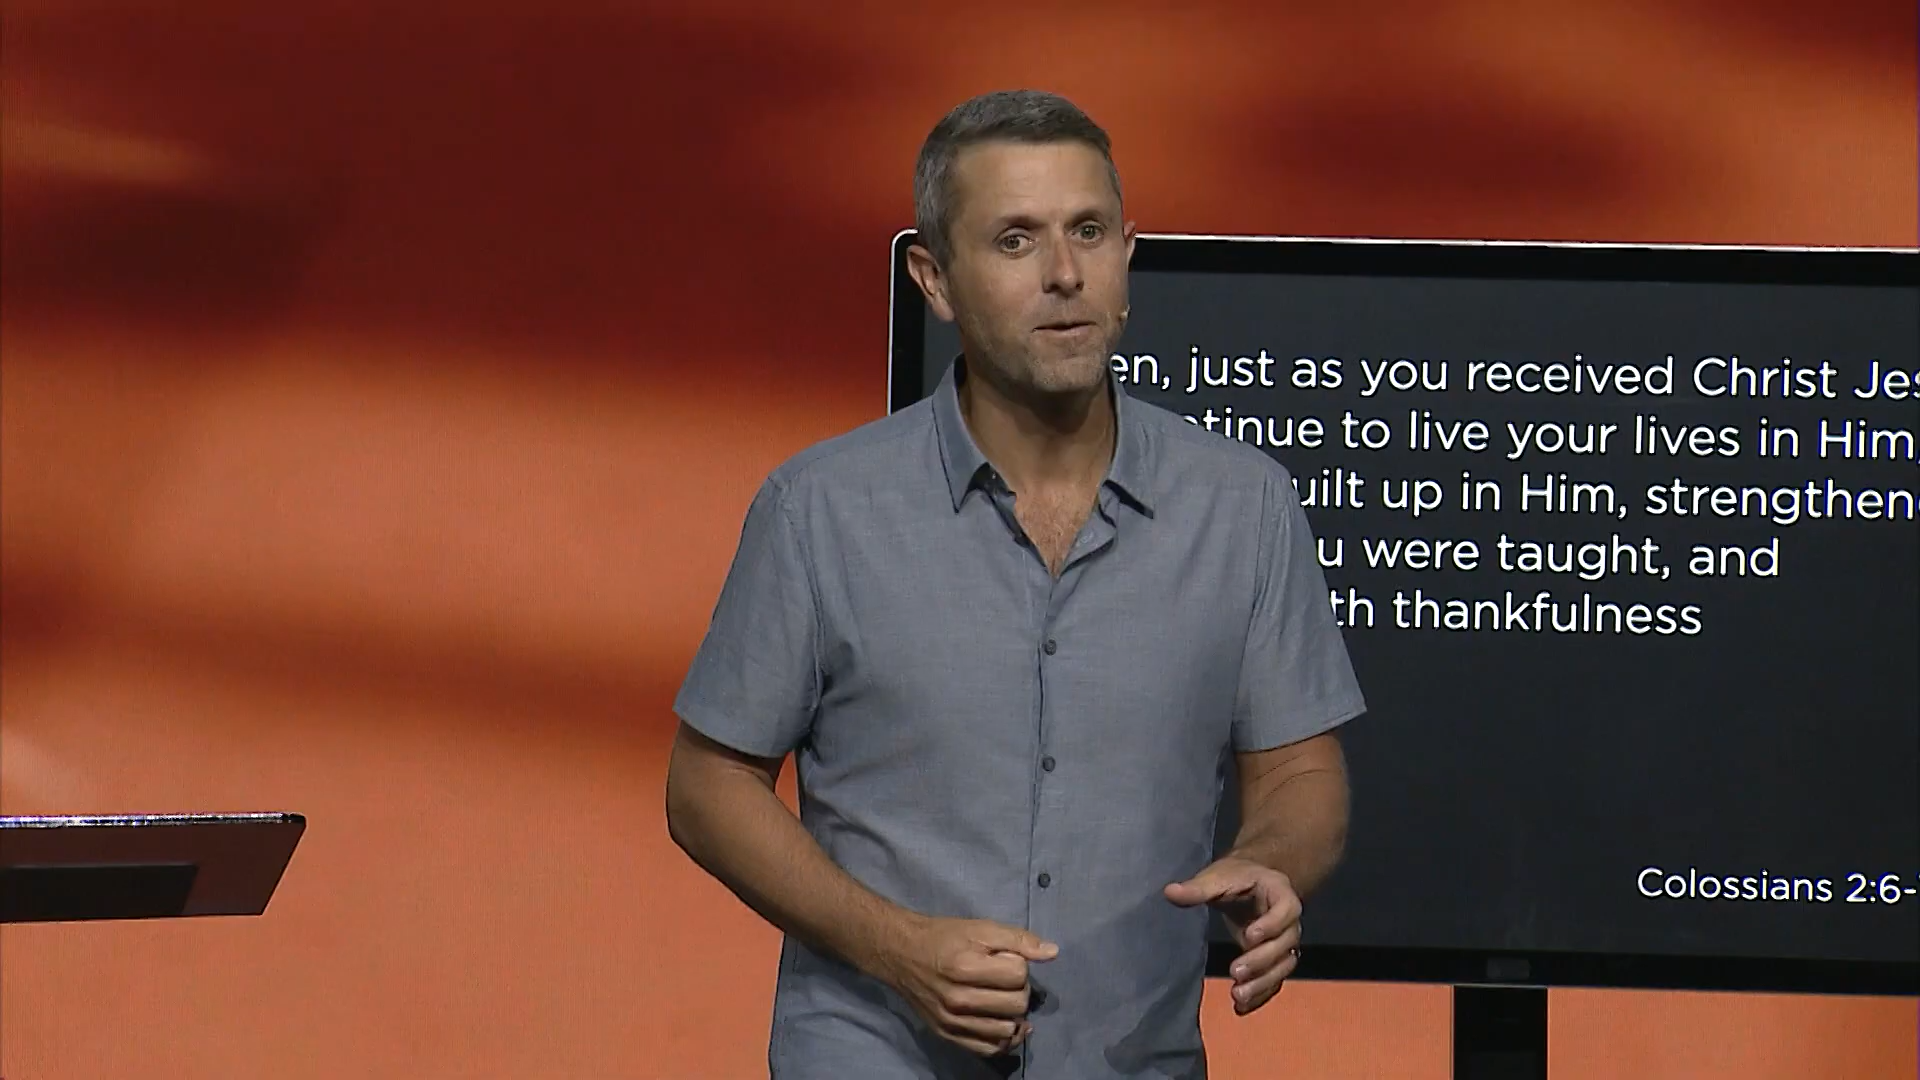 en, just as you received Christ Jes
tinue to live your lives in Him,
uilt up in Him, strengthen
u were taught, and
th thankfulness
Colossians 2:6-